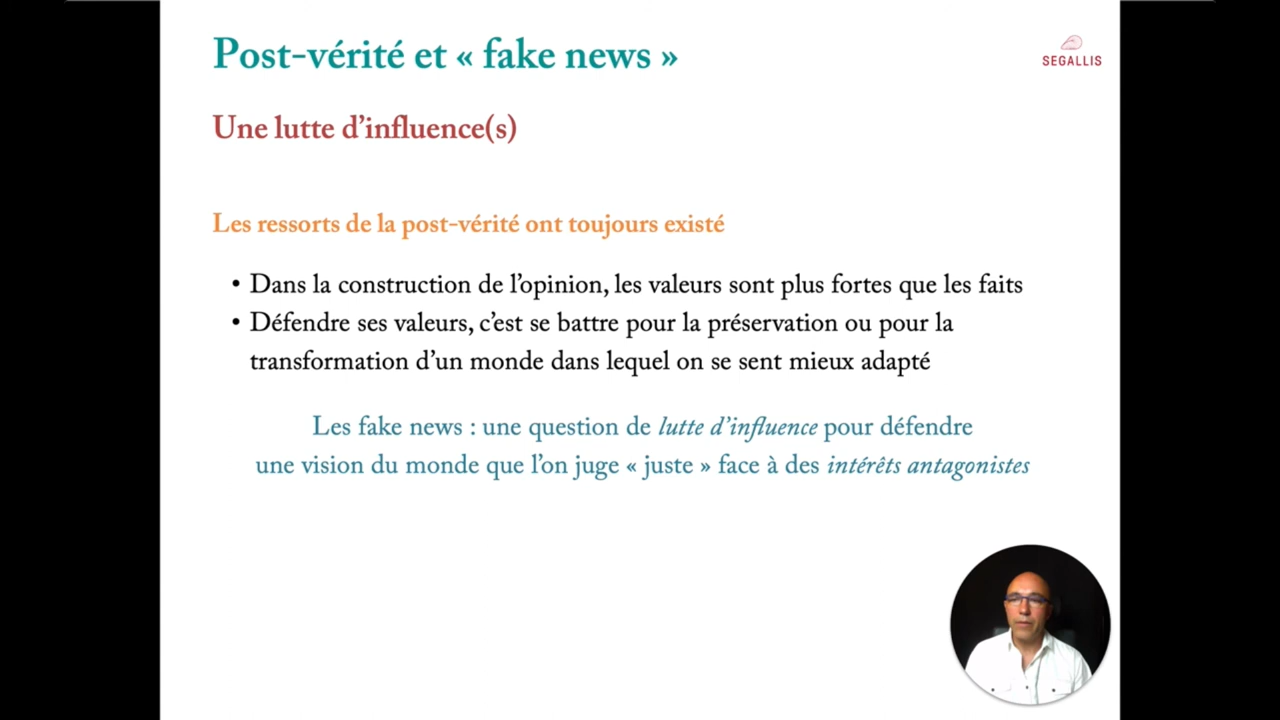 Post-vérité et « fake news »
SEGALLIS
Une lutte d’influence(s)
Les ressorts de la post-vérité ont toujours existé
• Dans la construction de l’opinion, les valeurs sont plus fortes que les faits
• Défendre ses valeurs, c’est se battre pour la préservation ou pour la
transformation d’un monde dans lequel on se sent mieux adapté
Les fake news : une question de lutte d’influence pour défendre
une vision du monde que l’on juge « juste » face à des intérêts antagonistes